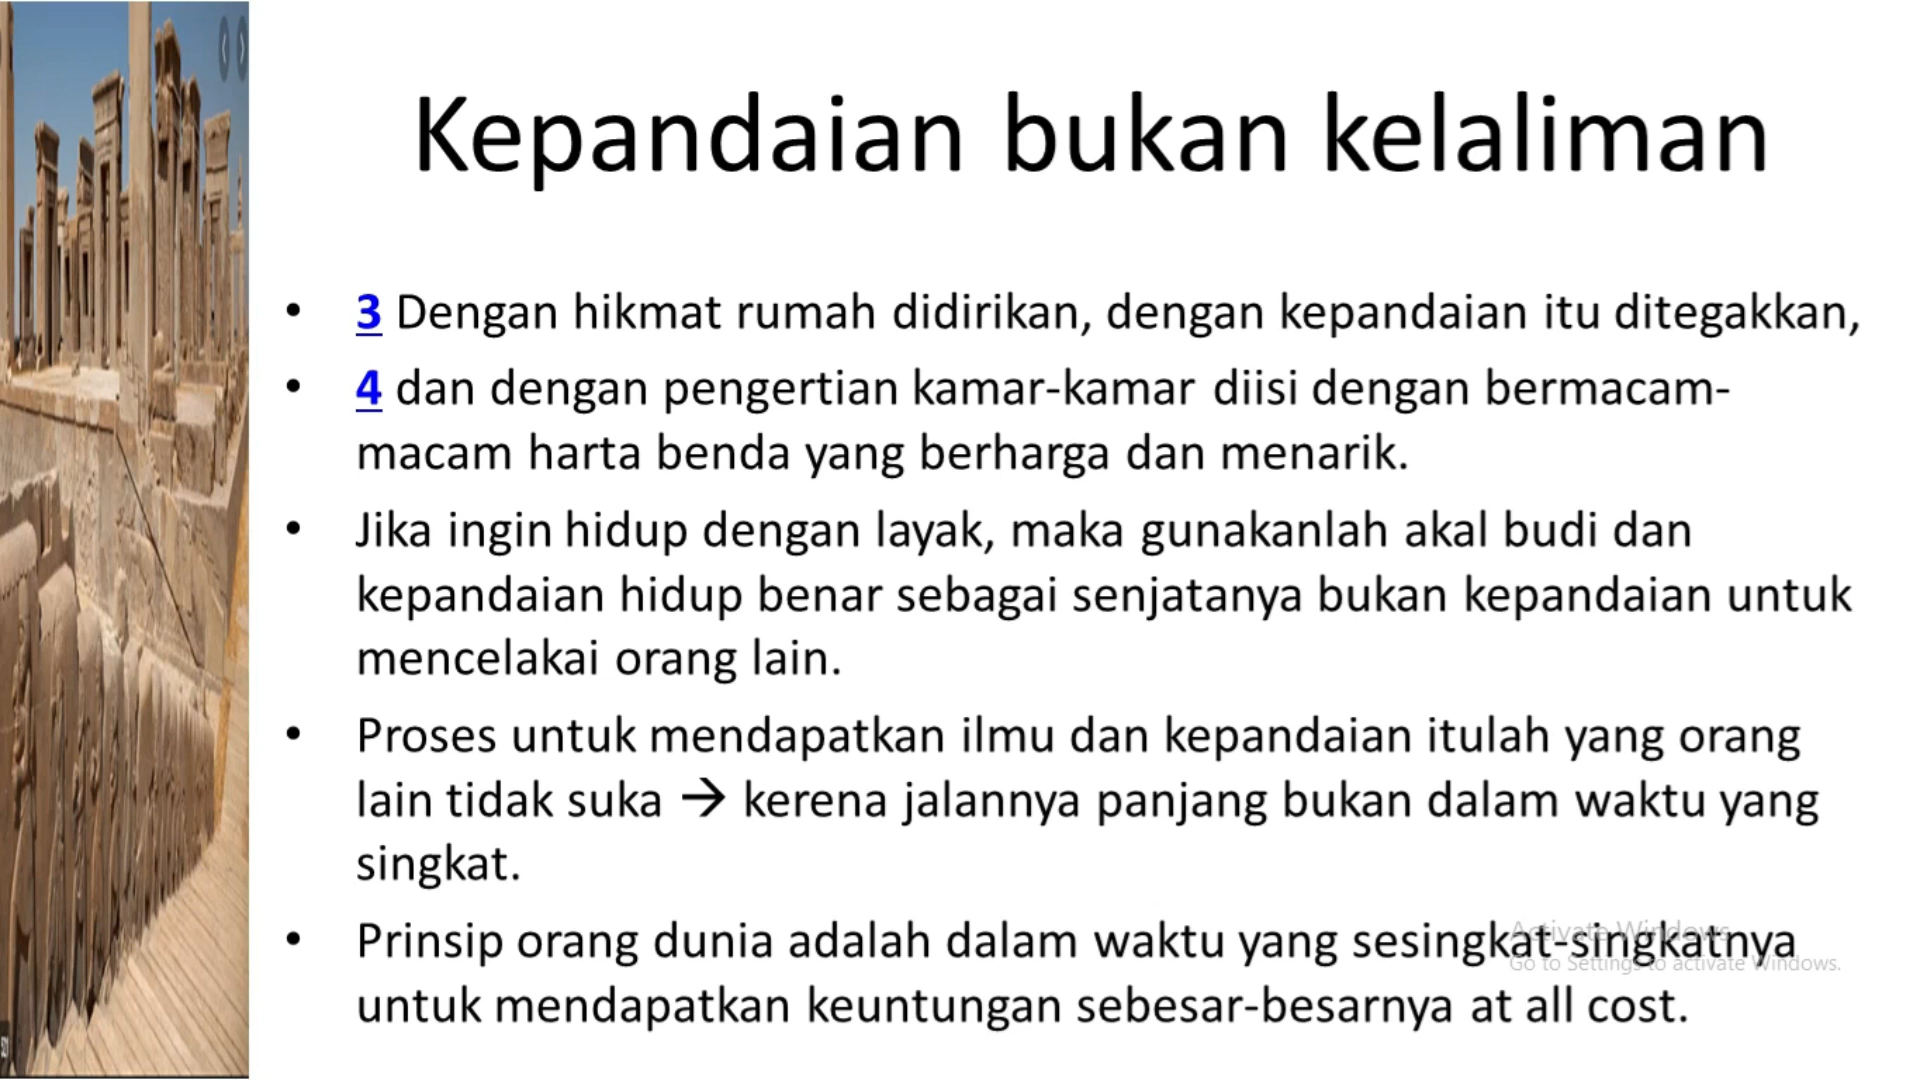 Kepandaian bukan kelaliman
• 3 Dengan hikmat rumah didirikan, dengan kepandaian itu ditegakkan,
• 4 dan dengan pengertian kamar-kamar diisi dengan bermacam-
macam harta benda yang berharga dan menarik.
• Jika ingin hidup dengan layak, maka gunakanlah akal budi dan
kepandaian hidup benar sebagai senjatanya bukan kepandaian untuk
mencelakai orang lain.
• Proses untuk mendapatkan ilmu dan kepandaian itulah yang orang
lain tidak suka → kerena jalannya panjang bukan dalam waktu yang
singkat.
• Prinsip orang dunia adalah dalam waktu yang sesingkat-singkatnya
untuk mendapatkan keuntungan sebesar-besarnya at all cost.
Activate Windows
Go to Settings to activate Windows.